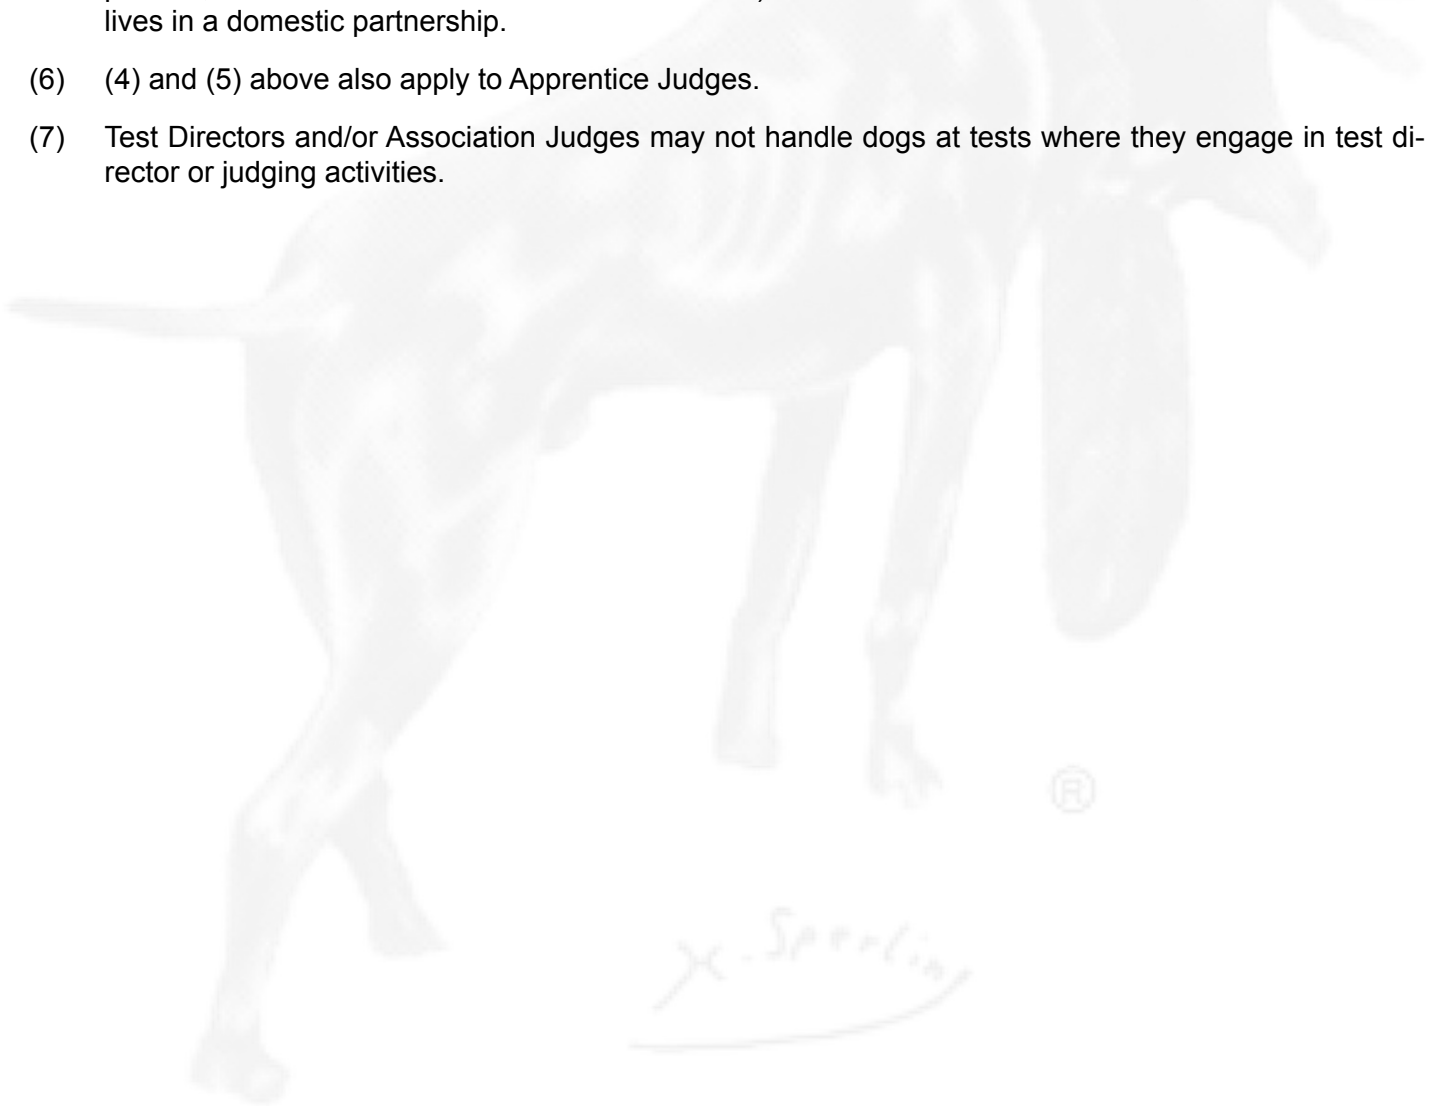 lives in a domestic partnership.
(6) (4) and (5) above also apply to Apprentice Judges.
(7) Test Directors and/or Association Judges may not handle dogs at tests where they engage in test di-
rector or judging activities.
®